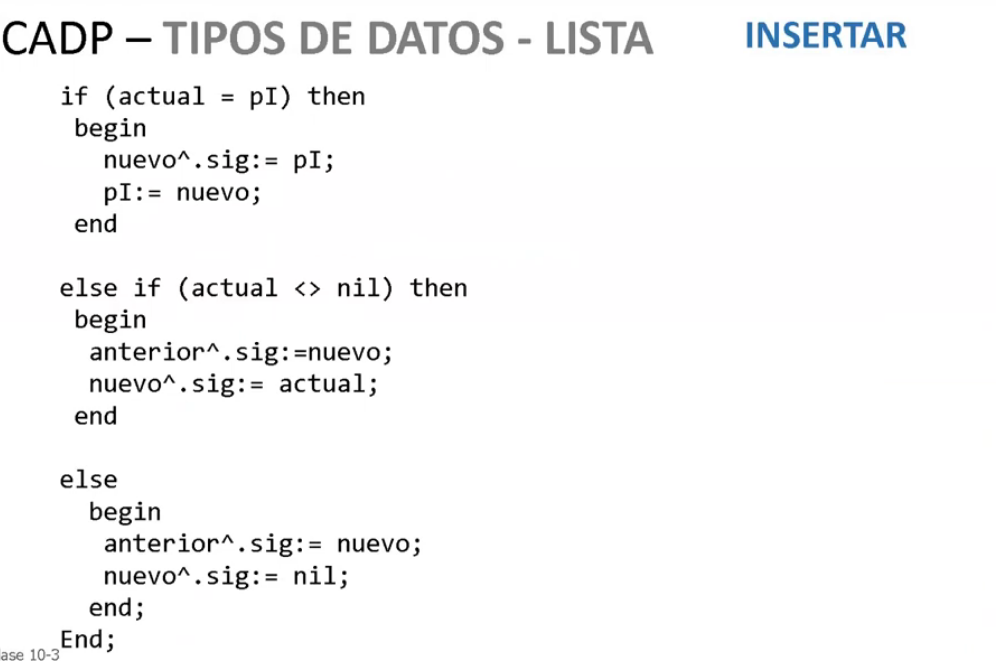 CADP – TIPOS DE DATOS - LISTA INSERTAR
if (actual = pI) then
begin
nuevo^.sig:= pI;
pI:= nuevo;
end
else if (actual <> nil) then
begin
anterior^.sig:=nuevo;
nuevo^.sig:= actual;
end
else
begin
anterior^.sig:= nuevo;
nuevo^.sig:= nil;
end;
End;
ase 10-3